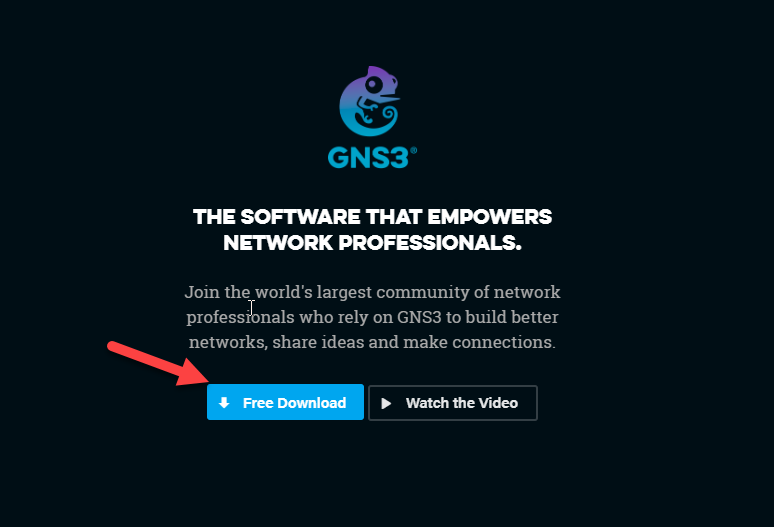 GNS3®
THE SOFTWARE THAT EMPOWERS
NETWORK PROFESSIONALS.
Join the world's largest community of network
professionals who rely on GNS3 to build better
networks, share ideas and make connections.
Free Download
Watch the Video